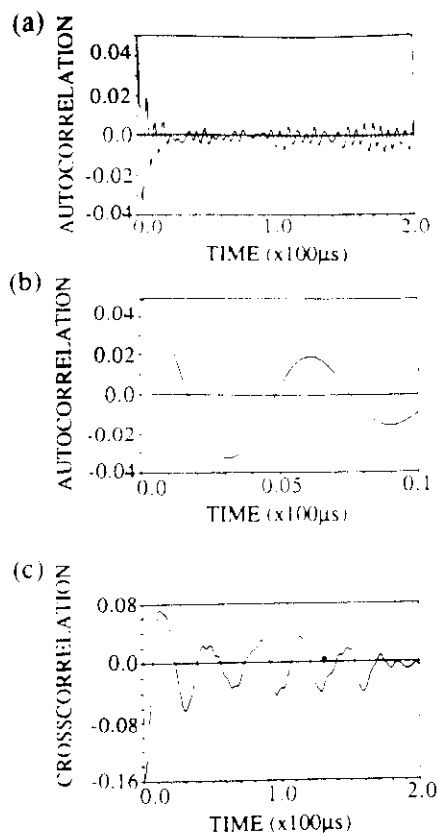 (a)
AUTOCORRELATION
0.04
0.02
0.0
-0.02
-0.04
0.0 1.0 2.0
TIME (x100μs)
(b)
AUTOCORRELATION
0.04
0.02
0.0
-0.02
-0.04
0.0 0.05 0.1
TIME (x100μs)
(c)
CROSSCORRELATION
0.08
0.0
-0.08
-0.16
0.0 1.0 2.0
TIME (x100μs)